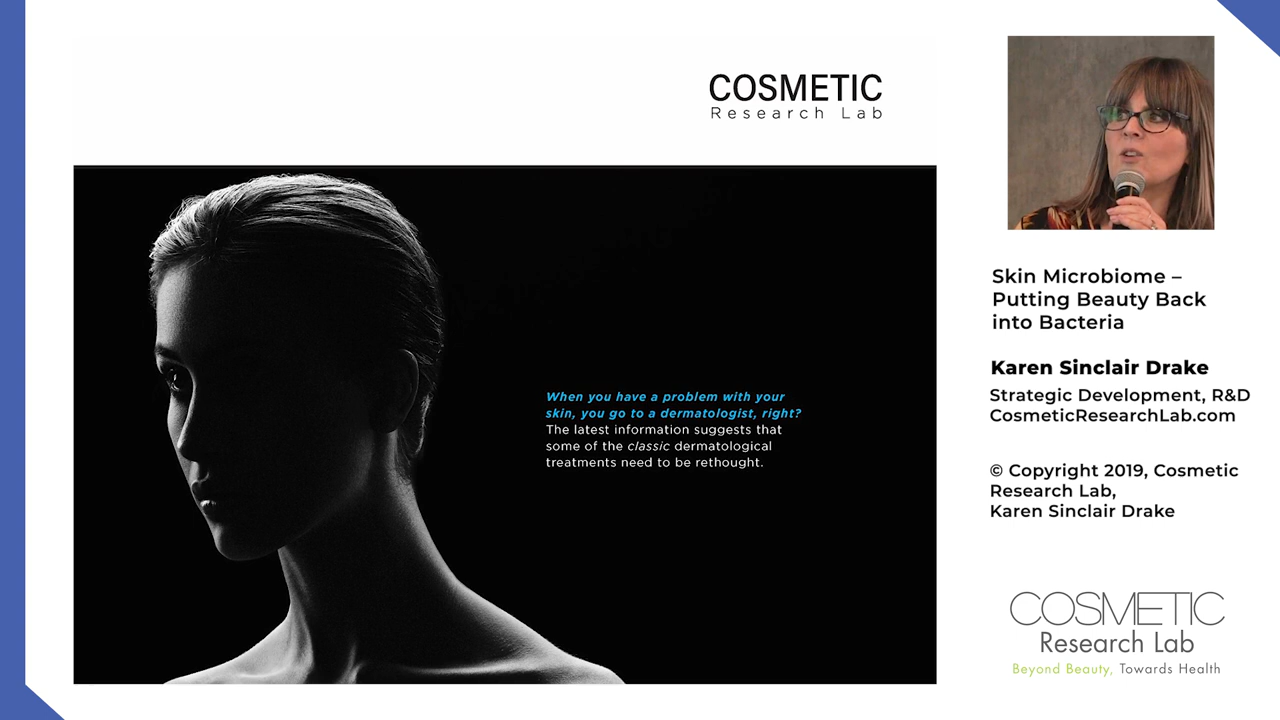 COSMETIC
Research Lab
When you have a problem with your
skin, you go to a dermatologist, right?
The latest information suggests that
some of the classic dermatological
treatments need to be rethought.
Skin Microbiome –
Putting Beauty Back
into Bacteria
Karen Sinclair Drake
Strategic Development, R&D
CosmeticResearchLab.com
© Copyright 2019, Cosmetic
Research Lab,
Karen Sinclair Drake
COSMETIC
Research Lab
Beyond Beauty, Towards Health